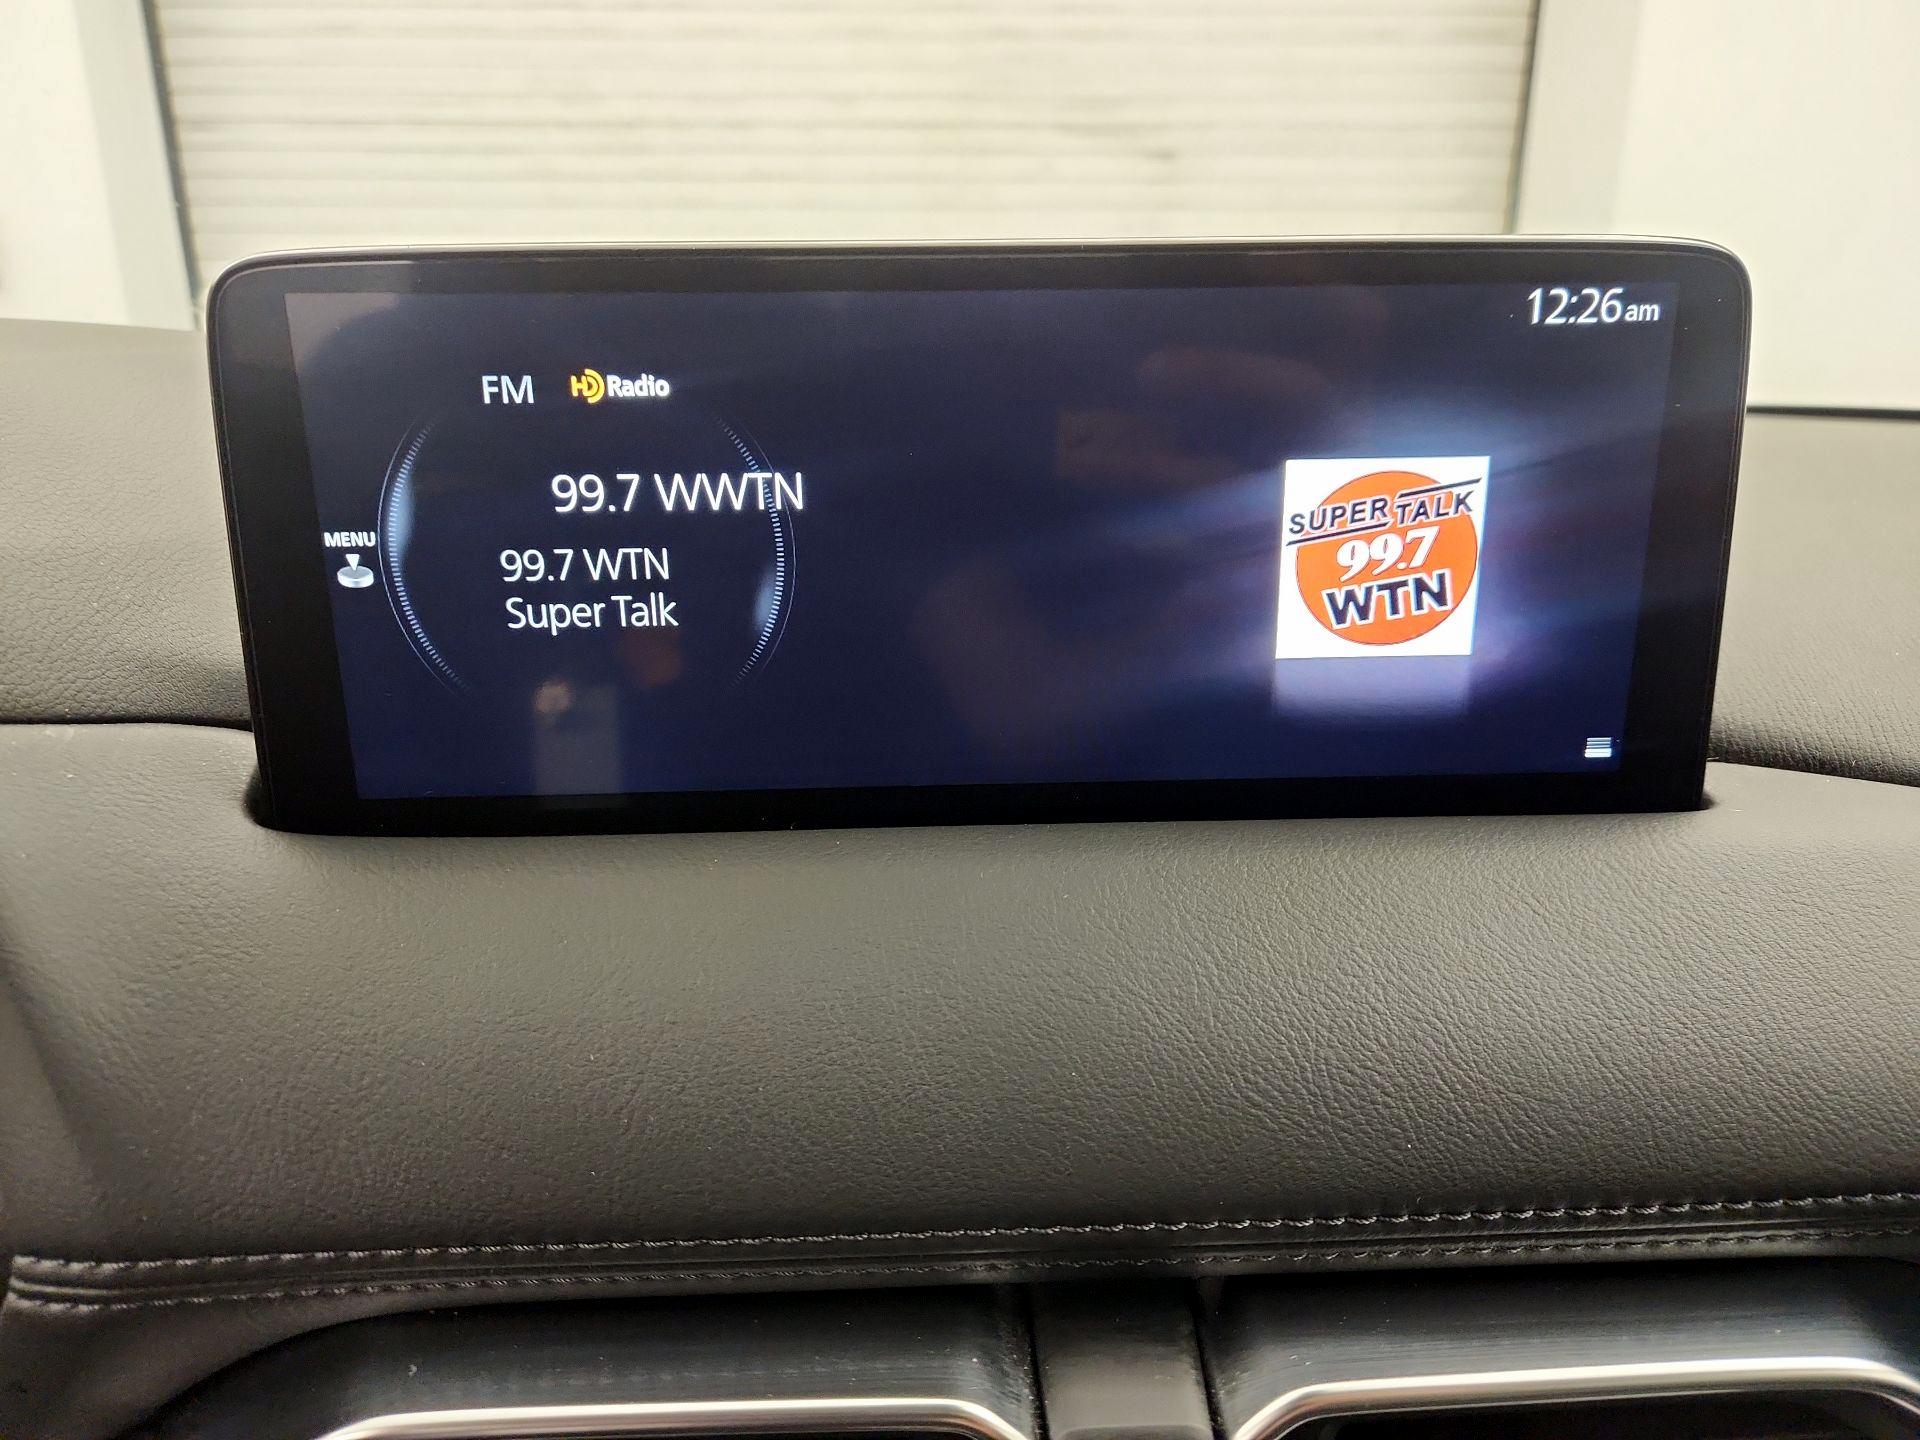 12:26am
FM HD Radio
99.7 WWTN
MENU
99.7 WTN
Super Talk
SUPER TALK
99.7
WTN